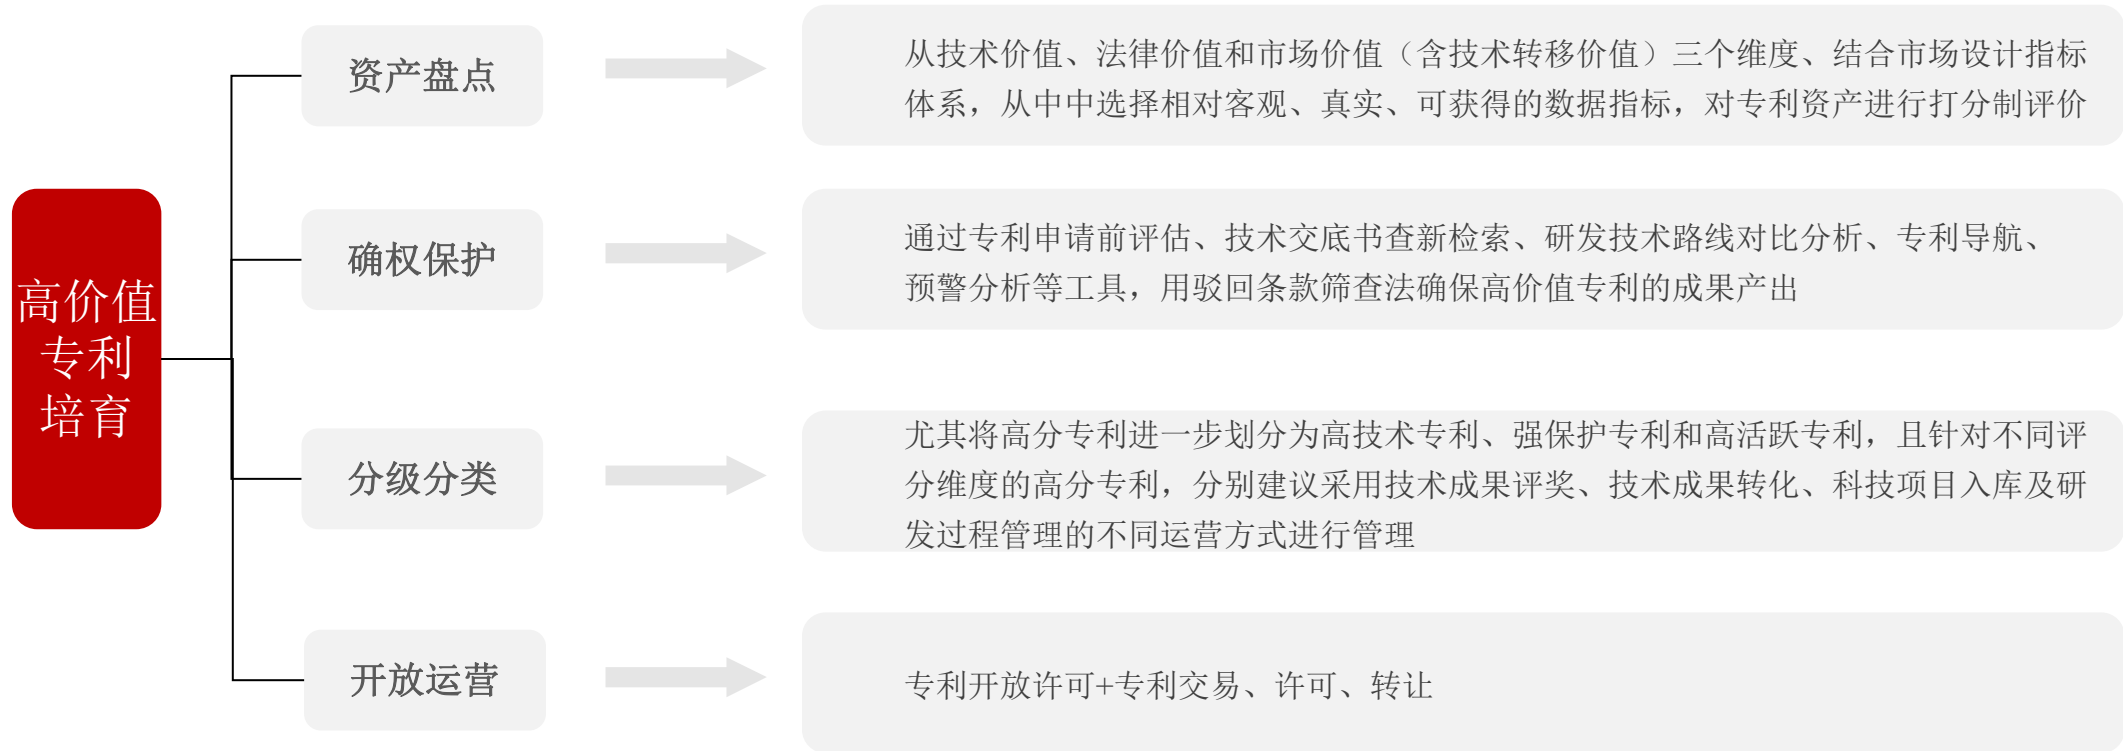 高价值
专利
培育
资产盘点
从技术价值、法律价值和市场价值（含技术转移价值）三个维度、结合市场设计指标
体系，从中中选择相对客观、真实、可获得的数据指标，对专利资产进行打分制评价
确权保护
通过专利申请前评估、技术交底书查新检索、研发技术路线对比分析、专利导航、
预警分析等工具，用驳回条款筛查法确保高价值专利的成果产出
分级分类
尤其将高分专利进一步划分为高技术专利、强保护专利和高活跃专利，且针对不同评
分维度的高分专利，分别建议采用技术成果评奖、技术成果转化、科技项目入库及研
发过程管理的不同运营方式进行管理
开放运营
专利开放许可+专利交易、许可、转让